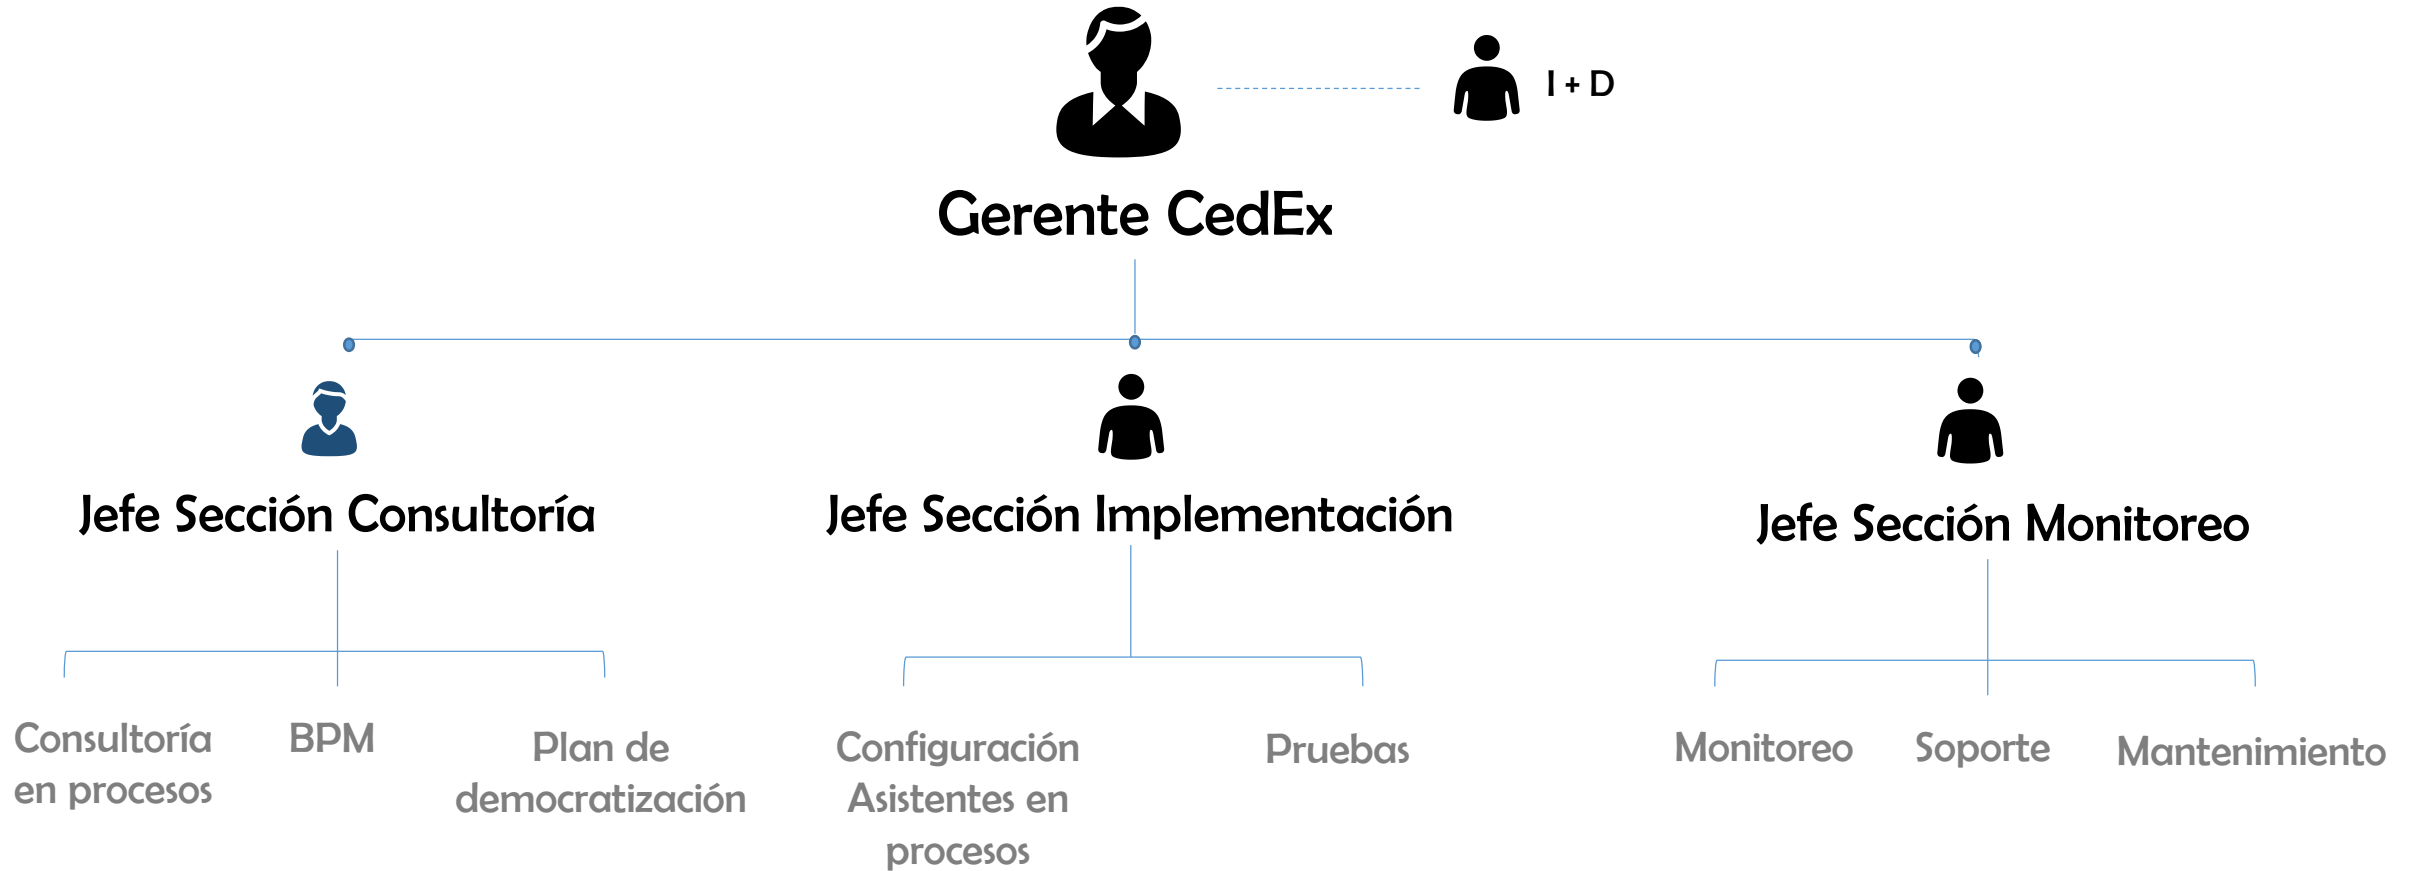 I + D
Gerente CedEx
Jefe Sección Consultoría
Jefe Sección Implementación
Jefe Sección Monitoreo
Consultoría
en procesos
BPM
Plan de
democratización
Configuración
Asistentes en
procesos
Pruebas
Monitoreo
Soporte
Mantenimiento